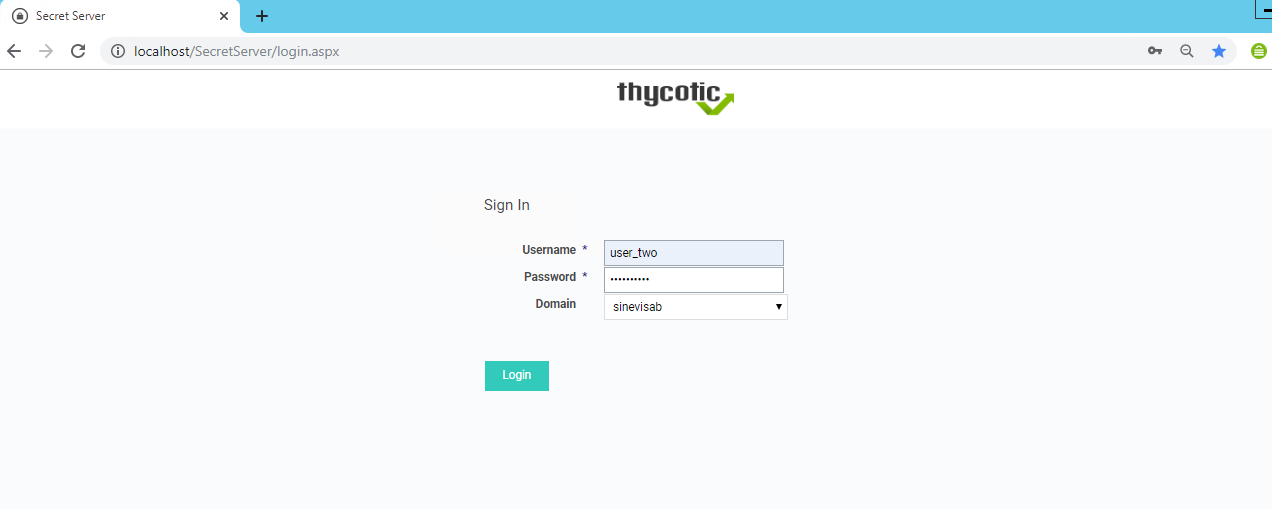 Secret Server
localhost/SecretServer/login.aspx
thycotic
Sign In
Username * user_two
Password * ••••••••••
Domain sinevisab
Login